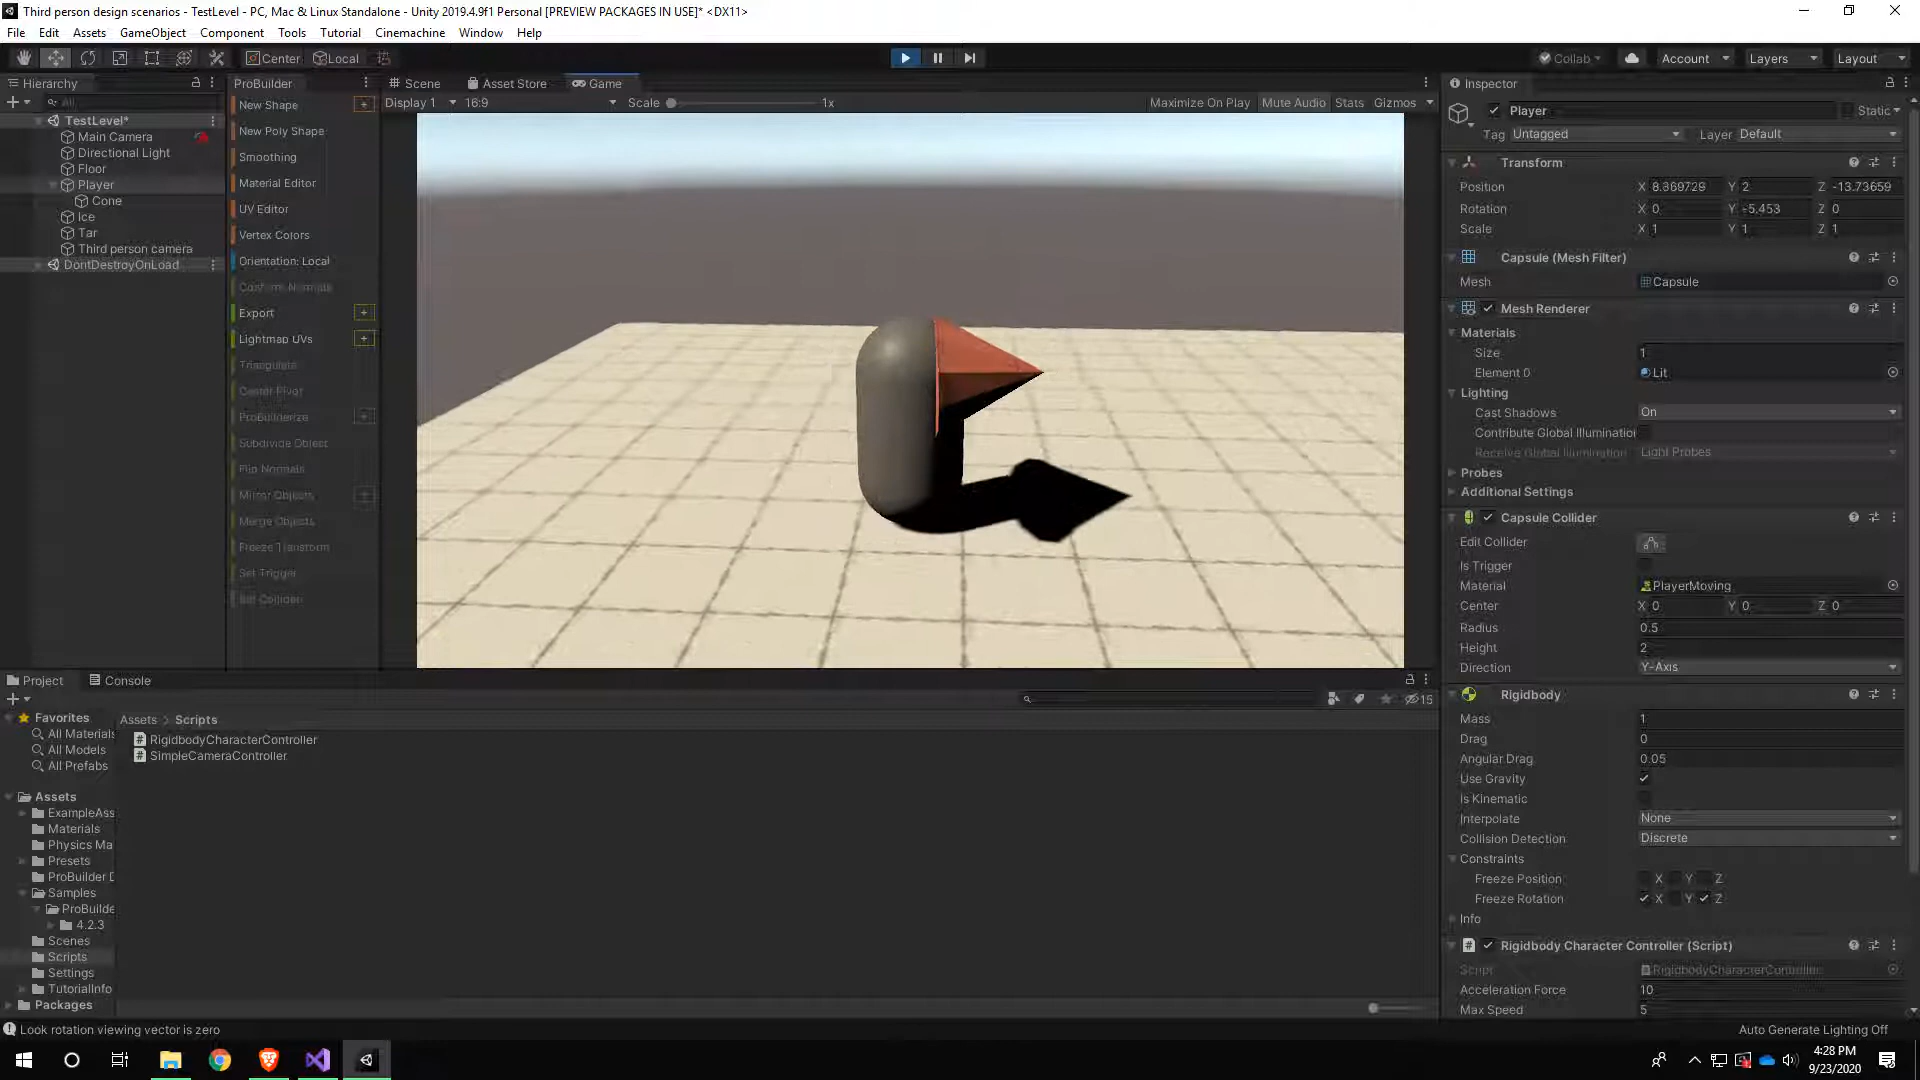 Third person design scenarios - TestLevel - PC, Mac & Linux Standalone - Unity 2019.4.9f1 Personal [PREVIEW PACKAGES IN USE]* <DX11>
File Edit Assets GameObject Component Tools Tutorial Cinemachine Window Help
Center Local Collab Account Layers Layout
Hierarchy
All
TestLevel*
Main Camera
Directional Light
Floor
Player
Cone
Ice
Tar
Third person camera
DontDestroyOnLoad
ProBuilder
New Shape
New Poly Shape
Smoothing
Material Editor
UV Editor
Vertex Colors
Orientation: Local
Conform Normals
Export
Lightmap UVs
Triangulate
Center Pivot
ProBuilderize
Subdivide Object
Flip Normals
Mirror Objects
Merge Objects
Freeze Transform
Set Trigger
Set Collider
Scene Asset Store Game
Display 1 16:9 Scale 1x Maximize On Play Mute Audio Stats Gizmos
Inspector
Player Static
Tag Untagged Layer Default
Transform
Position X 8.369729 Y 2 Z -13.73659
Rotation X 0 Y -5.453 Z 0
Scale X 1 Y 1 Z 1
Capsule (Mesh Filter)
Mesh Capsule
Mesh Renderer
Materials
Size 1
Element 0 Lit
Lighting
Cast Shadows On
Contribute Global Illumination
Receive Global Illumination Light Probes
Probes
Additional Settings
Capsule Collider
Edit Collider
Is Trigger
Material PlayerMoving
Center X 0 Y 0 Z 0
Radius 0.5
Height 2
Direction Y-Axis
Rigidbody
Mass 1
Drag 0
Angular Drag 0.05
Use Gravity
Is Kinematic
Interpolate None
Collision Detection Discrete
Constraints
Freeze Position X Y Z
Freeze Rotation X Y Z
Info
Rigidbody Character Controller (Script)
Script RigidbodyCharacterController
Acceleration Force 10
Max Speed 5
Project Console
15
Favorites
All Materials
All Models
All Prefabs
Assets
ExampleAss
Materials
Physics Ma
Presets
ProBuilder D
Samples
ProBuilde
4.2.3
Scenes
Scripts
Settings
TutorialInfo
Packages
Assets > Scripts
RigidbodyCharacterController
SimpleCameraController
Look rotation viewing vector is zero
Auto Generate Lighting Off
4:28 PM
9/23/2020